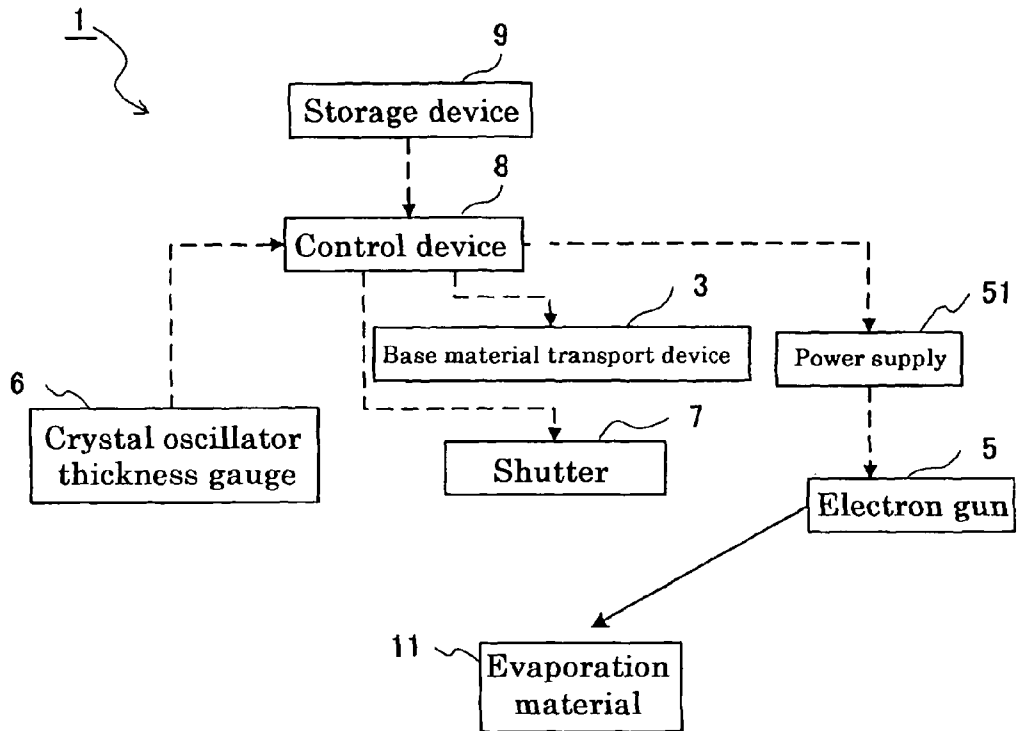 1
9
Storage device
8
Control device
3
Base material transport device
51
Power supply
6
Crystal oscillator
thickness gauge
7
Shutter
5
Electron gun
11
Evaporation
material